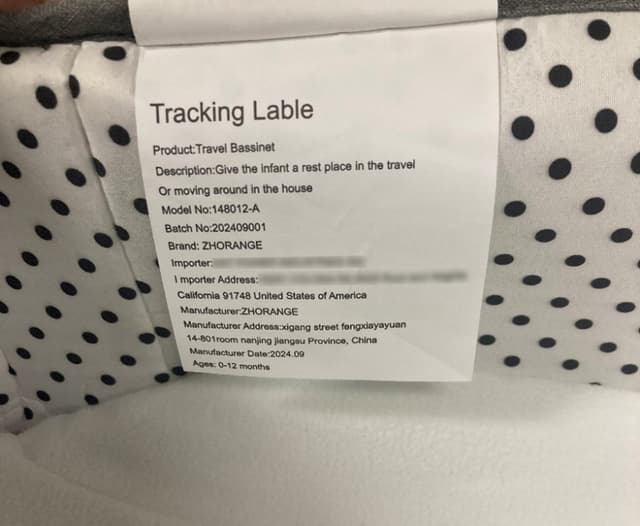 Tracking Lable
Product:Travel Bassinet
Description:Give the infant a rest place in the travel
Or moving around in the house
Model No:148012-A
Batch No:202409001
Brand: ZHORANGE
Importer:
I mporter Address:
California 91748 United States of America
Manufacturer:ZHORANGE
Manufacturer Address:xigang street fengxiayayuan
14-801room nanjing jiangsu Province, China
Manufacturer Date:2024.09
Ages: 0-12 months